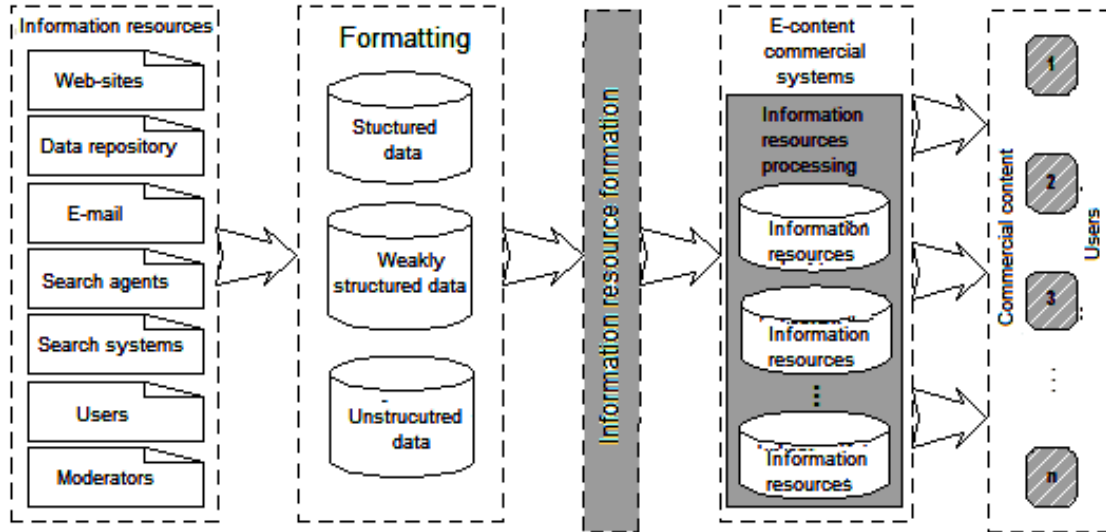 Information resources
Web-sites
Data repository
E-mail
Search agents
Search systems
Users
Moderators
Formatting
Stuctured
data
Weakly
structured data
Unstrucutred
data
Information resource formation
E-content
commercial
systems
Information
resources
processing
Information
resources
Information
resources
⋮
Information
resources
Commercial content
Users
1
2
3
⋮
n